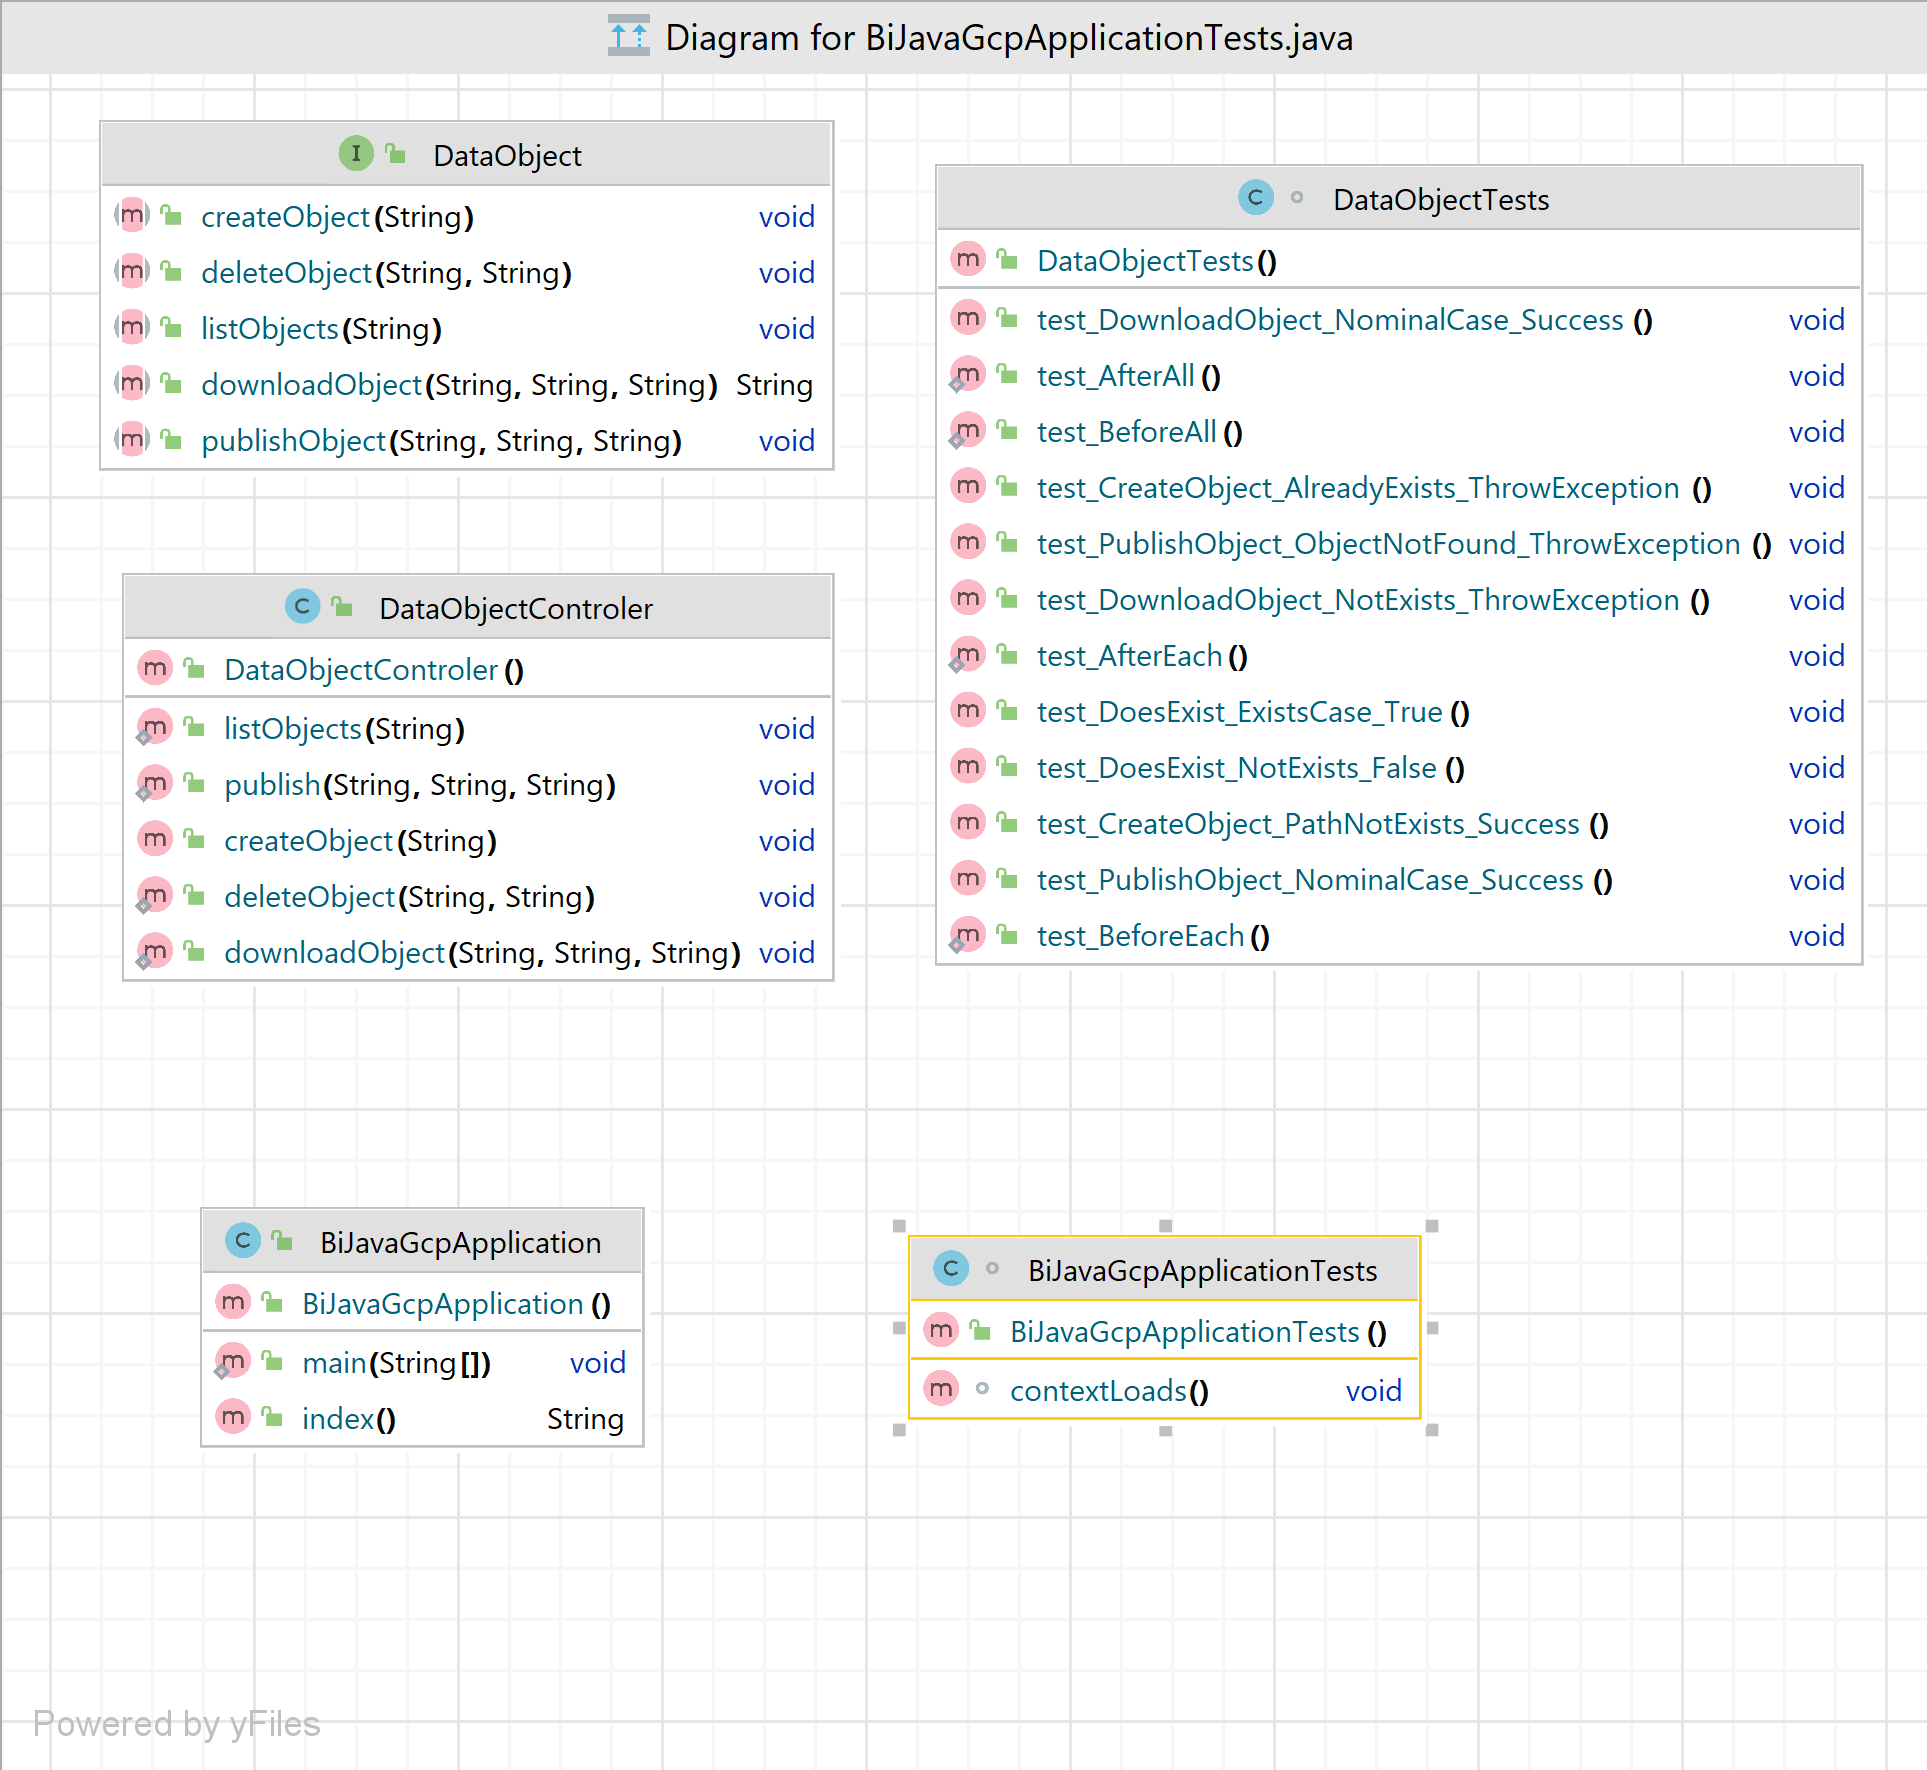 Diagram for BiJavaGcpApplicationTests.java
I DataObject
m createObject(String) void
m deleteObject(String, String) void
m listObjects(String) void
m downloadObject(String, String, String) String
m publishObject(String, String, String) void
C DataObjectControler
m DataObjectControler()
m listObjects(String) void
m publish(String, String, String) void
m createObject(String) void
m deleteObject(String, String) void
m downloadObject(String, String, String) void
C DataObjectTests
m DataObjectTests()
m test_DownloadObject_NominalCase_Success () void
m test_AfterAll () void
m test_BeforeAll () void
m test_CreateObject_AlreadyExists_ThrowException () void
m test_PublishObject_ObjectNotFound_ThrowException () void
m test_DownloadObject_NotExists_ThrowException () void
m test_AfterEach () void
m test_DoesExist_ExistsCase_True () void
m test_DoesExist_NotExists_False () void
m test_CreateObject_PathNotExists_Success () void
m test_PublishObject_NominalCase_Success () void
m test_BeforeEach () void
C BiJavaGcpApplication
m BiJavaGcpApplication ()
m main(String[]) void
m index() String
C BiJavaGcpApplicationTests
m BiJavaGcpApplicationTests ()
m contextLoads() void
Powered by yFiles